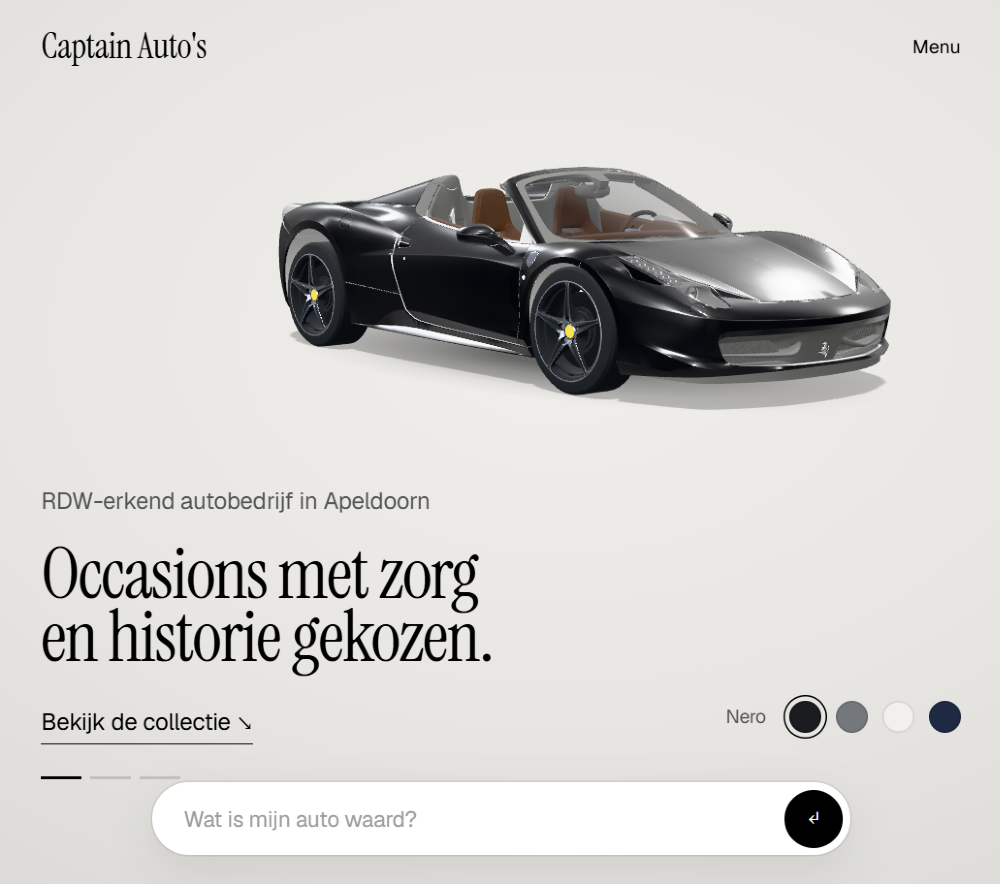 Captain Auto's
Menu
RDW-erkend autobedrijf in Apeldoorn
Occasions met zorg
en historie gekozen.
Bekijk de collectie ↘
Nero
Wat is mijn auto waard?